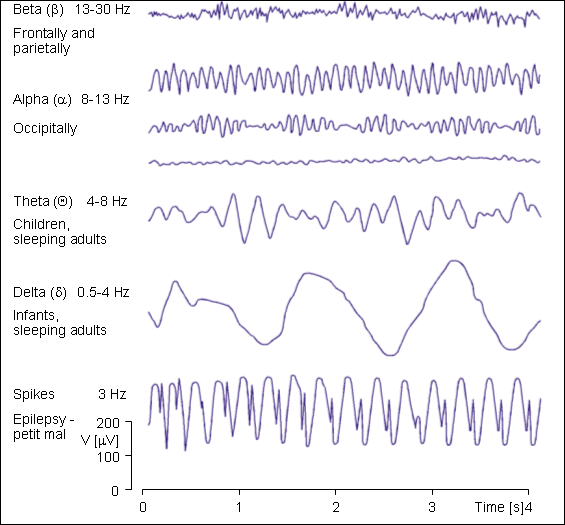 Beta (β) 13-30 Hz
Frontally and
parietally
Alpha (α) 8-13 Hz
Occipitally
Theta (Θ) 4-8 Hz
Children,
sleeping adults
Delta (δ) 0.5-4 Hz
Infants,
sleeping adults
Spikes 3 Hz
Epilepsy -
petit mal
200
V [μV]
100
0
0 1 2 3 Time [s]4